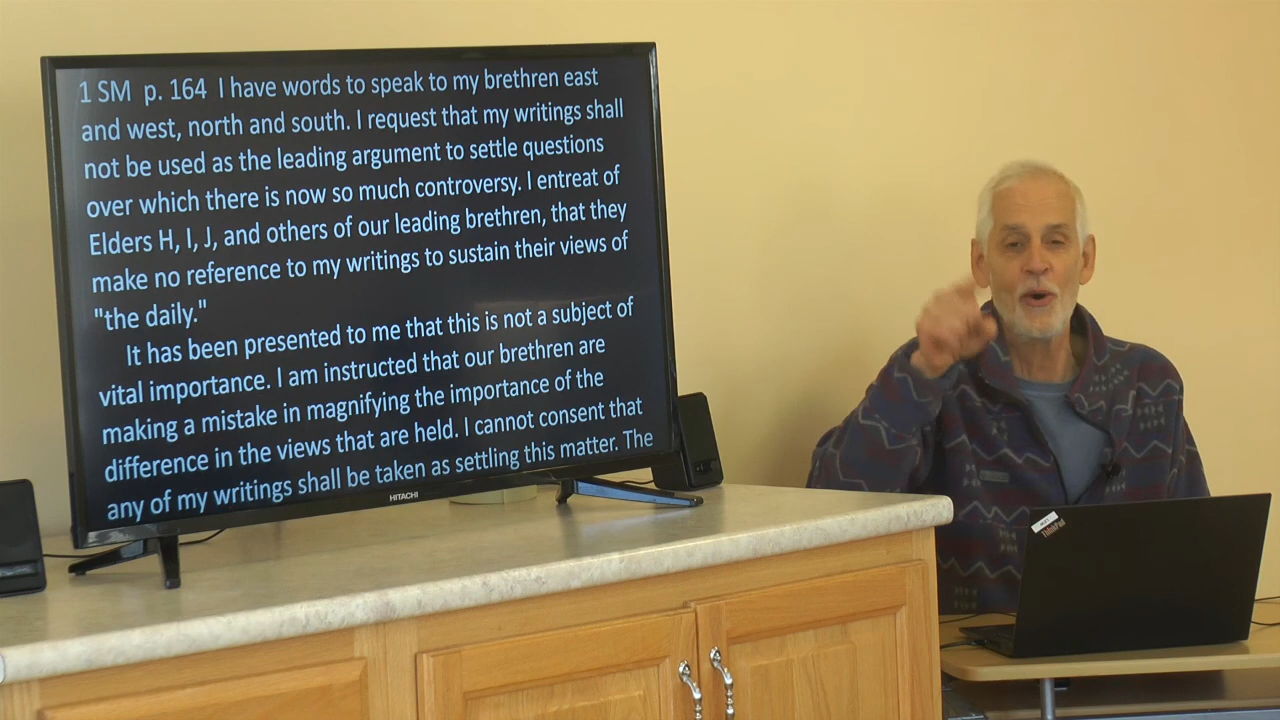 1 SM p. 164 I have words to speak to my brethren east
and west, north and south. I request that my writings shall
not be used as the leading argument to settle questions
over which there is now so much controversy. I entreat of
Elders H, I, J, and others of our leading brethren, that they
make no reference to my writings to sustain their views of
"the daily."
It has been presented to me that this is not a subject of
vital importance. I am instructed that our brethren are
making a mistake in magnifying the importance of the
difference in the views that are held. I cannot consent that
any of my writings shall be taken as settling this matter. The
HITACHI
ThinkPad